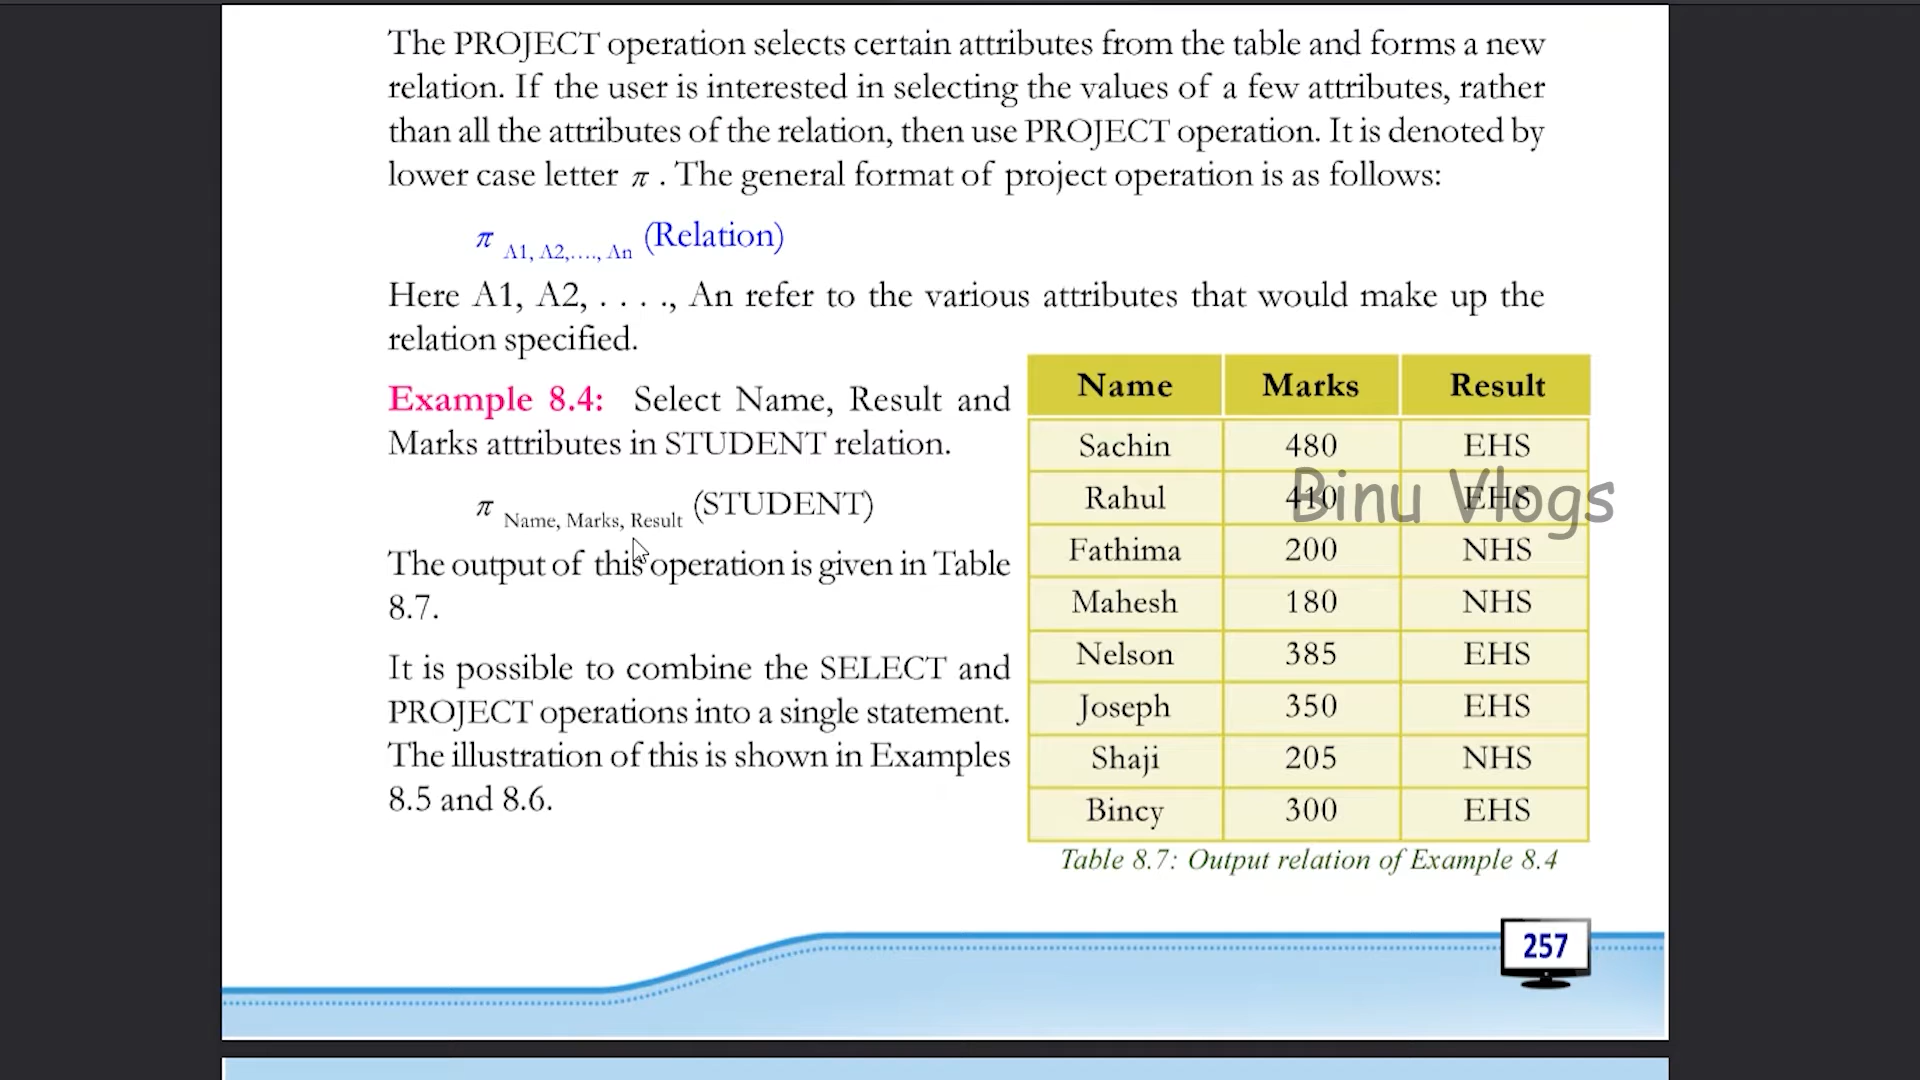 The PROJECT operation selects certain attributes from the table and forms a new
relation. If the user is interested in selecting the values of a few attributes, rather
than all the attributes of the relation, then use PROJECT operation. It is denoted by
lower case letter π . The general format of project operation is as follows:
π A1, A2,...., An (Relation)
Here A1, A2, . . . ., An refer to the various attributes that would make up the
relation specified.
Example 8.4: Select Name, Result and
Marks attributes in STUDENT relation.
π Name, Marks, Result (STUDENT)
The output of this operation is given in Table
8.7.
It is possible to combine the SELECT and
PROJECT operations into a single statement.
The illustration of this is shown in Examples
8.5 and 8.6.
Name Marks Result
Sachin 480 EHS
Rahul 410 EHS
Binu Vlogs
Fathima 200 NHS
Mahesh 180 NHS
Nelson 385 EHS
Joseph 350 EHS
Shaji 205 NHS
Bincy 300 EHS
Table 8.7: Output relation of Example 8.4
257